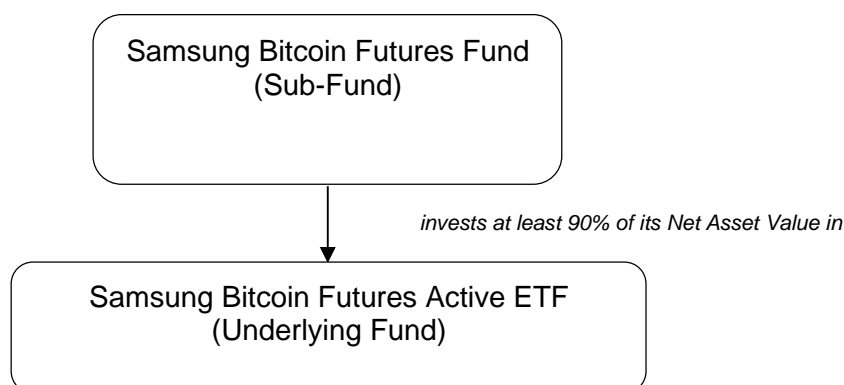 Samsung Bitcoin Futures Fund
(Sub-Fund)
invests at least 90% of its Net Asset Value in
Samsung Bitcoin Futures Active ETF
(Underlying Fund)